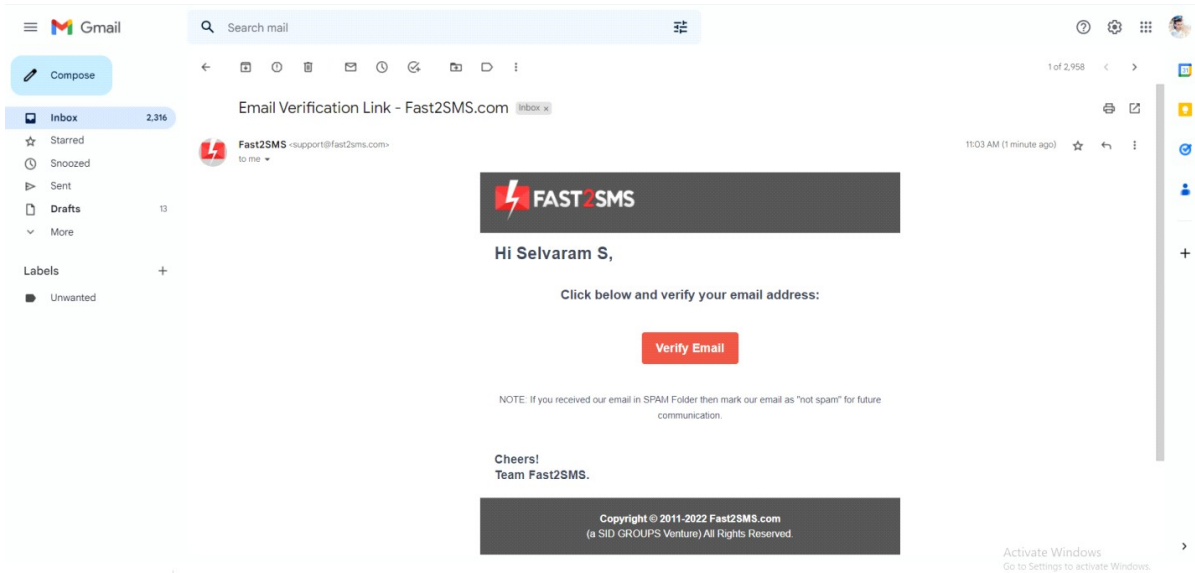 Gmail
Search mail
Compose
1 of 2,958
Inbox 2,316
Starred
Snoozed
Sent
Drafts 13
More
Labels
Unwanted
Email Verification Link - Fast2SMS.com Inbox x
Fast2SMS <support@fast2sms.com>
11:03 AM (1 minute ago)
to me
FAST2SMS
Hi Selvaram S,
Click below and verify your email address:
Verify Email
NOTE: If you received our email in SPAM Folder then mark our email as "not spam" for future
communication.
Cheers!
Team Fast2SMS.
Copyright © 2011-2022 Fast2SMS.com
(a SID GROUPS Venture) All Rights Reserved.
Activate Windows
Go to Settings to activate Windows.